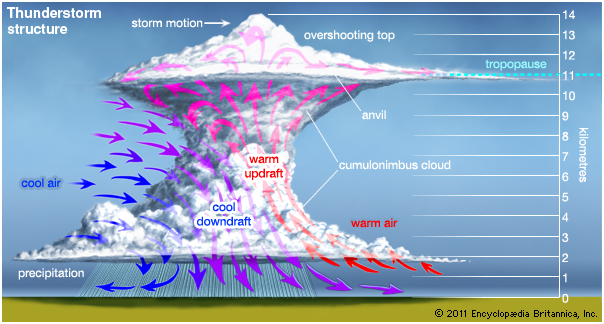 Thunderstorm
structure
storm motion
overshooting top
tropopause
anvil
cumulonimbus cloud
warm
updraft
cool air
cool
downdraft
warm air
precipitation
14
13
12
11
10
9
8
7
6
5
4
3
2
1
0
kilometres
© 2011 Encyclopædia Britannica, Inc.